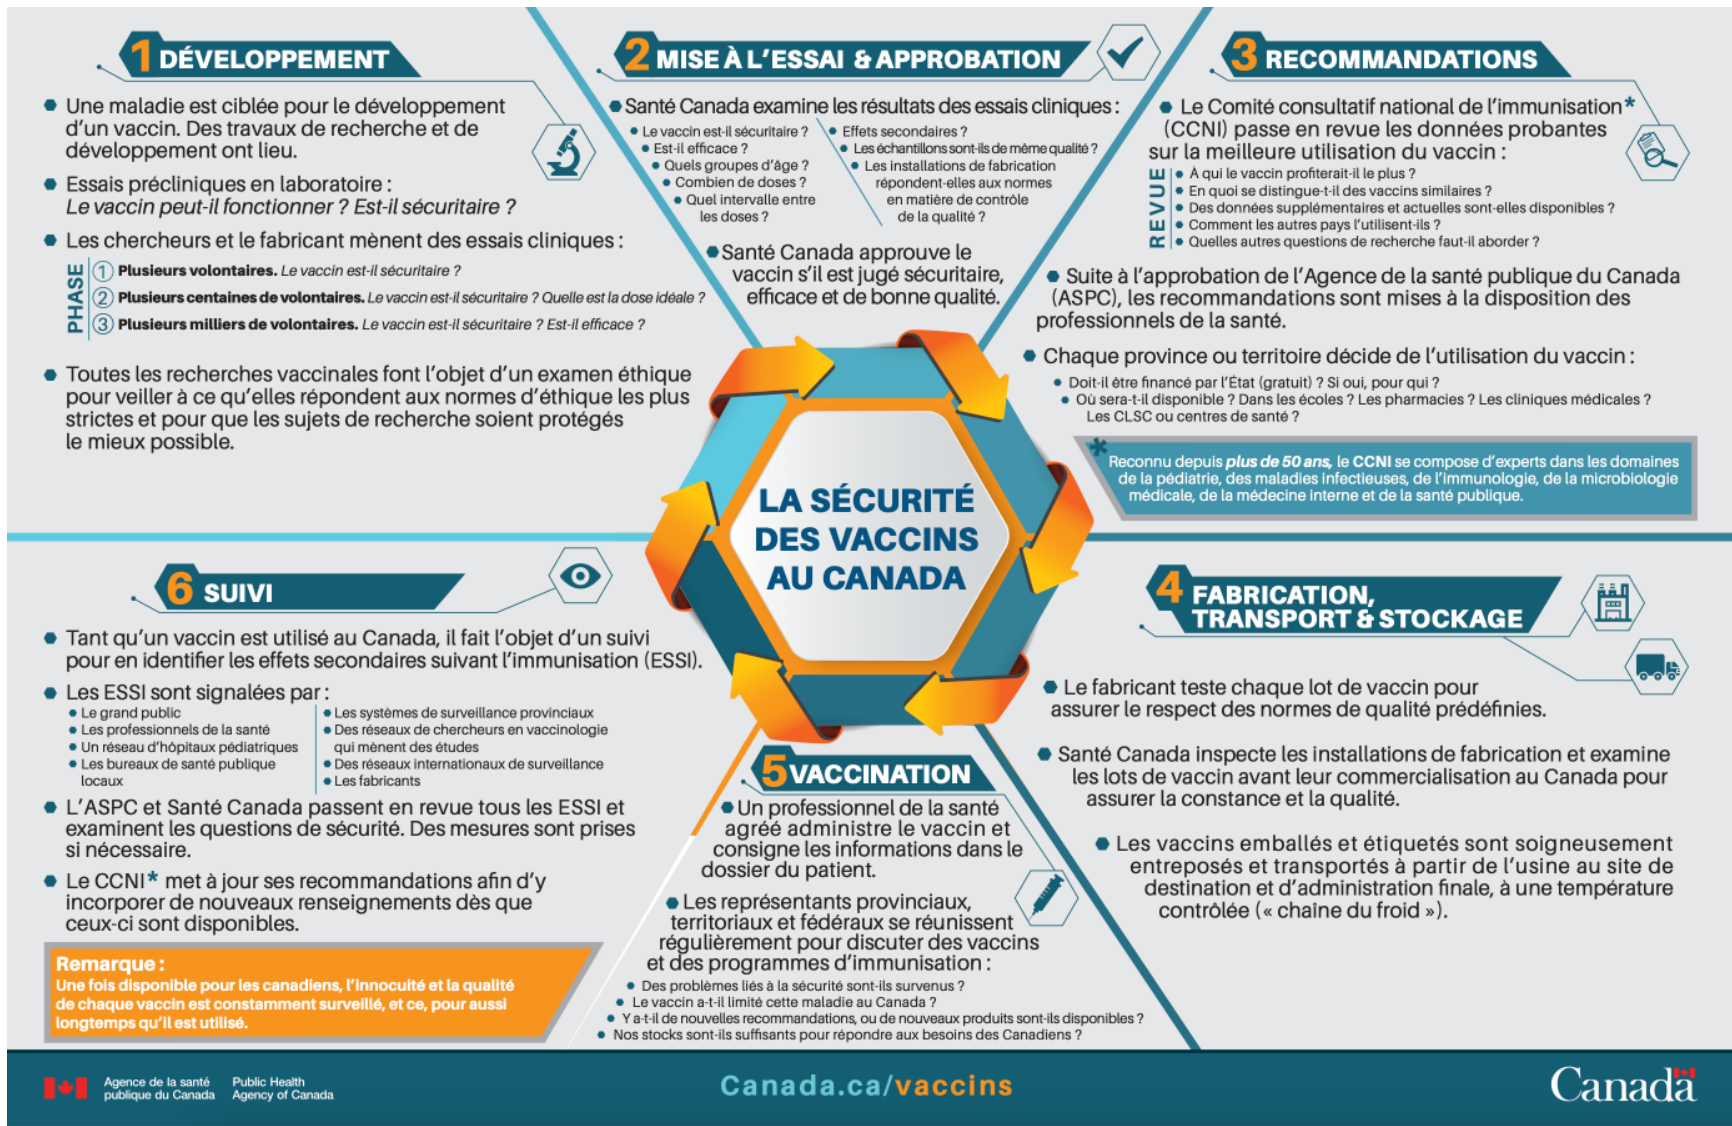 1 DÉVELOPPEMENT
Une maladie est ciblée pour le développement
d'un vaccin. Des travaux de recherche et de
développement ont lieu.
Essais précliniques en laboratoire :
Le vaccin peut-il fonctionner ? Est-il sécuritaire ?
Les chercheurs et le fabricant mènent des essais cliniques :
PHASE
1 Plusieurs volontaires. Le vaccin est-il sécuritaire ?
2 Plusieurs centaines de volontaires. Le vaccin est-il sécuritaire ? Quelle est la dose idéale ?
3 Plusieurs milliers de volontaires. Le vaccin est-il sécuritaire ? Est-il efficace ?
Toutes les recherches vaccinales font l'objet d'un examen éthique
pour veiller à ce qu'elles répondent aux normes d'éthique les plus
strictes et pour que les sujets de recherche soient protégés
le mieux possible.
2 MISE À L'ESSAI & APPROBATION
Santé Canada examine les résultats des essais cliniques :
Le vaccin est-il sécuritaire ?
Est-il efficace ?
Quels groupes d'âge ?
Combien de doses ?
Quel intervalle entre
les doses ?
Effets secondaires ?
Les échantillons sont-ils de même qualité ?
Les installations de fabrication
répondent-elles aux normes
en matière de contrôle
de la qualité ?
Santé Canada approuve le
vaccin s'il est jugé sécuritaire,
efficace et de bonne qualité.
3 RECOMMANDATIONS
Le Comité consultatif national de l'immunisation*
(CCNI) passe en revue les données probantes
sur la meilleure utilisation du vaccin :
REVUE
À qui le vaccin profiterait-il le plus ?
En quoi se distingue-t-il des vaccins similaires ?
Des données supplémentaires et actuelles sont-elles disponibles ?
Comment les autres pays l'utilisent-ils ?
Quelles autres questions de recherche faut-il aborder ?
Suite à l'approbation de l'Agence de la santé publique du Canada
(ASPC), les recommandations sont mises à la disposition des
professionnels de la santé.
Chaque province ou territoire décide de l'utilisation du vaccin :
Doit-il être financé par l'État (gratuit) ? Si oui, pour qui ?
Où sera-t-il disponible ? Dans les écoles ? Les pharmacies ? Les cliniques médicales ?
Les CLSC ou centres de santé ?
*
Reconnu depuis plus de 50 ans, le CCNI se compose d'experts dans les domaines
de la pédiatrie, des maladies infectieuses, de l'immunologie, de la microbiologie
médicale, de la médecine interne et de la santé publique.
LA SÉCURITÉ
DES VACCINS
AU CANADA
4 FABRICATION,
TRANSPORT & STOCKAGE
Le fabricant teste chaque lot de vaccin pour
assurer le respect des normes de qualité prédéfinies.
Santé Canada inspecte les installations de fabrication et examine
les lots de vaccin avant leur commercialisation au Canada pour
assurer la constance et la qualité.
Les vaccins emballés et étiquetés sont soigneusement
entreposés et transportés à partir de l'usine au site de
destination et d'administration finale, à une température
contrôlée (« chaîne du froid »).
5 VACCINATION
Un professionnel de la santé
agréé administre le vaccin et
consigne les informations dans le
dossier du patient.
Les représentants provinciaux,
territoriaux et fédéraux se réunissent
régulièrement pour discuter des vaccins
et des programmes d'immunisation :
Des problèmes liés à la sécurité sont-ils survenus ?
Le vaccin a-t-il limité cette maladie au Canada ?
Y a-t-il de nouvelles recommandations, ou de nouveaux produits sont-ils disponibles ?
Nos stocks sont-ils suffisants pour répondre aux besoins des Canadiens ?
6 SUIVI
Tant qu'un vaccin est utilisé au Canada, il fait l'objet d'un suivi
pour en identifier les effets secondaires suivant l'immunisation (ESSI).
Les ESSI sont signalées par :
Le grand public
Les professionnels de la santé
Un réseau d'hôpitaux pédiatriques
Les bureaux de santé publique
locaux
Les systèmes de surveillance provinciaux
Des réseaux de chercheurs en vaccinologie
qui mènent des études
Des réseaux internationaux de surveillance
Les fabricants
L'ASPC et Santé Canada passent en revue tous les ESSI et
examinent les questions de sécurité. Des mesures sont prises
si nécessaire.
Le CCNI* met à jour ses recommandations afin d'y
incorporer de nouveaux renseignements dès que
ceux-ci sont disponibles.
Remarque :
Une fois disponible pour les canadiens, l'innocuité et la qualité
de chaque vaccin est constamment surveillé, et ce, pour aussi
longtemps qu'il est utilisé.
Agence de la santé
publique du Canada
Public Health
Agency of Canada
Canada.ca/vaccins
Canada